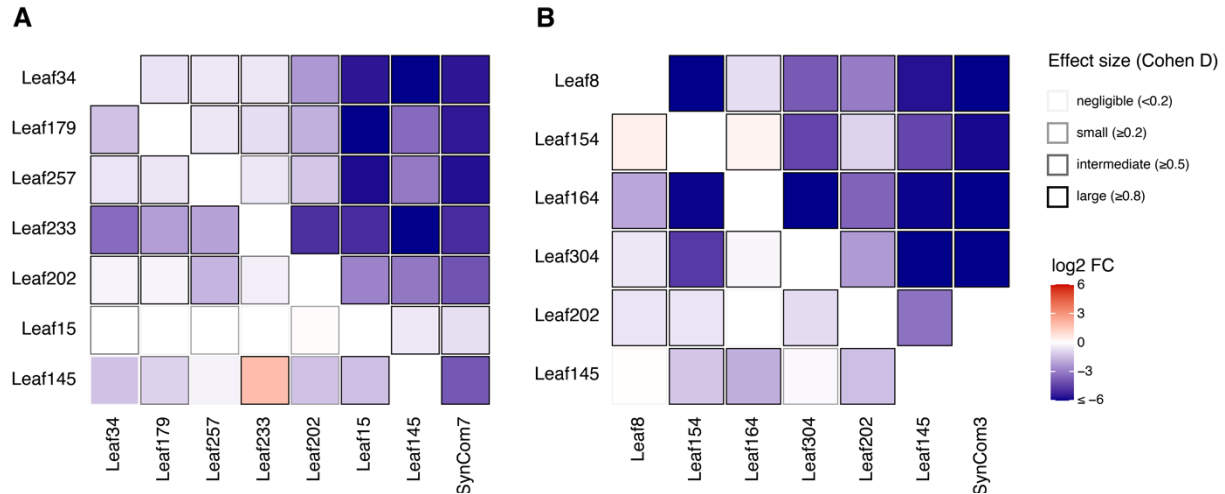 A
B
Leaf34
Leaf179
Leaf257
Leaf233
Leaf202
Leaf15
Leaf145
Leaf34
Leaf179
Leaf257
Leaf233
Leaf202
Leaf15
Leaf145
SynCom7
Leaf8
Leaf154
Leaf164
Leaf304
Leaf202
Leaf145
Leaf8
Leaf154
Leaf164
Leaf304
Leaf202
Leaf145
SynCom3
Effect size (Cohen D)
negligible (<0.2)
small (≥0.2)
intermediate (≥0.5)
large (≥0.8)
log2 FC
6
3
0
−3
≤ −6